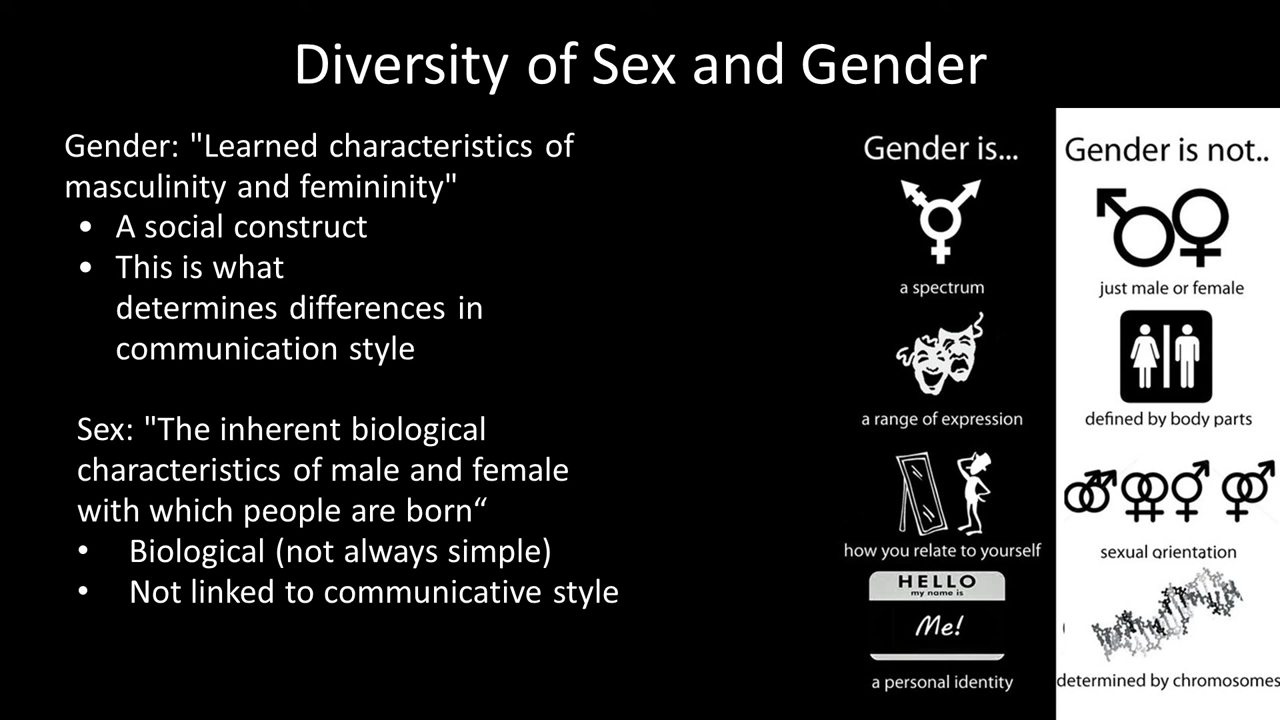 Diversity of Sex and Gender
Gender: "Learned characteristics of
masculinity and femininity"
• A social construct
• This is what
determines differences in
communication style
Sex: "The inherent biological
characteristics of male and female
with which people are born“
• Biological (not always simple)
• Not linked to communicative style
Gender is...
a spectrum
a range of expression
how you relate to yourself
HELLO
my name is
Me!
a personal identity
Gender is not..
just male or female
defined by body parts
sexual orientation
determined by chromosomes